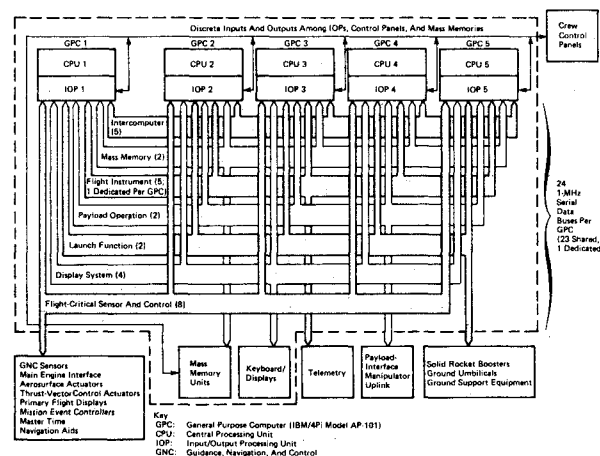 Discrete Inputs And Outputs Among IOPs, Control Panels, And Mass Memories
Crew
Control
Panels
GPC 1
GPC 2
GPC 3
GPC 4
GPC 5
CPU 1
CPU 2
CPU 3
CPU 4
CPU 5
IOP 1
IOP 2
IOP 3
IOP 4
IOP 5
Intercomputer
(5)
Mass Memory (2)
Flight Instrument (5;
1 Dedicated Per GPC)
Payload Operation (2)
Launch Function (2)
Display System (4)
Flight-Critical Sensor And Control (8)
24
1-MHz
Serial
Data
Buses Per
GPC
(23 Shared,
1 Dedicated
GNC Sensors
Main Engine Interface
Aerosurface Actuators
Thrust-Vector Control Actuators
Primary Flight Displays
Mission Event Controllers
Master Time
Navigation Aids
Mass
Memory
Units
Keyboard/
Displays
Telemetry
Payload-
Interface
Manipulator
Uplink
Solid Rocket Boosters
Ground Umbilicals
Ground Support Equipment
Key
GPC: General Purpose Computer (IBM/4Pi Model AP-101)
CPU: Central Processing Unit
IOP: Input/Output Processing Unit
GNC: Guidance, Navigation, And Control